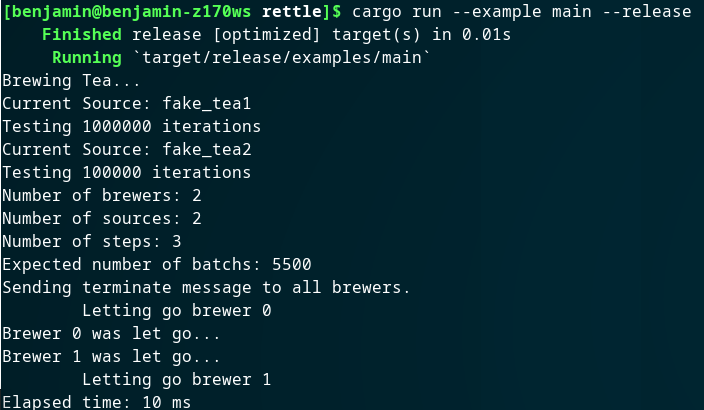 [benjamin@benjamin-z170ws rettle]$ cargo run --example main --release
    Finished release [optimized] target(s) in 0.01s
     Running `target/release/examples/main`
Brewing Tea...
Current Source: fake_tea1
Testing 1000000 iterations
Current Source: fake_tea2
Testing 100000 iterations
Number of brewers: 2
Number of sources: 2
Number of steps: 3
Expected number of batchs: 5500
Sending terminate message to all brewers.
        Letting go brewer 0
Brewer 0 was let go...
Brewer 1 was let go...
        Letting go brewer 1
Elapsed time: 10 ms